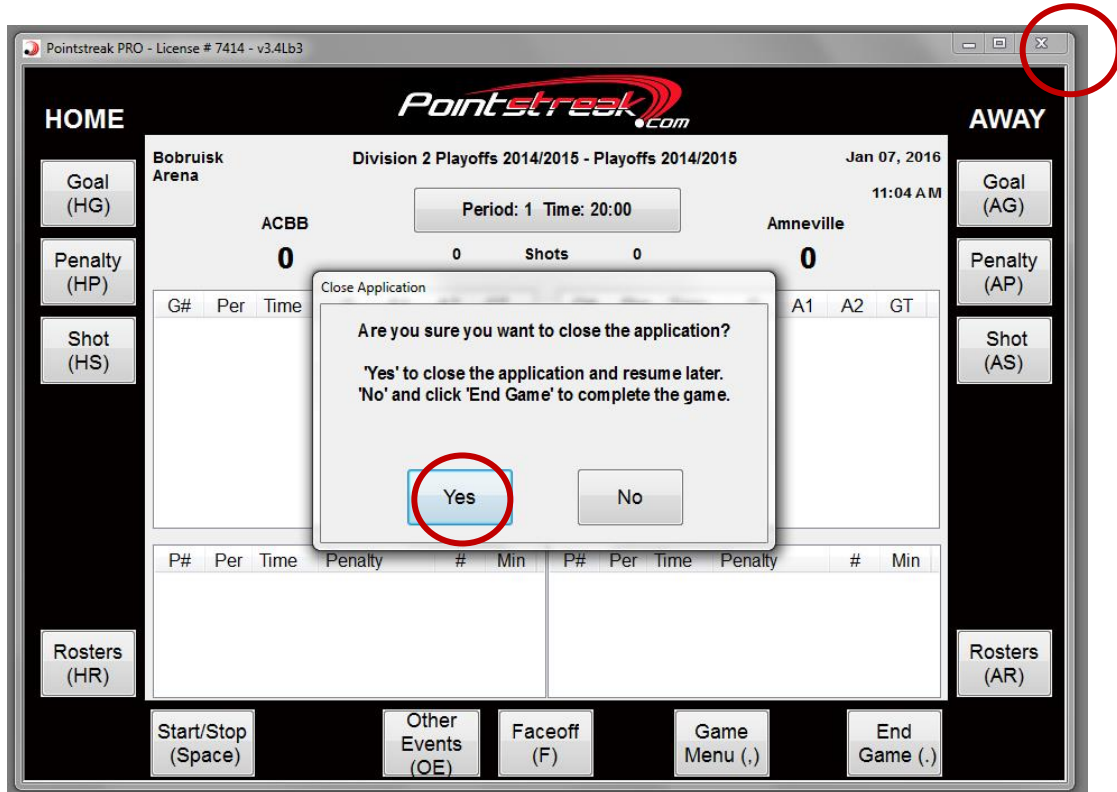 Pointstreak PRO - License # 7414 - v3.4Lb3
HOME
Pointstreak.com
AWAY
Bobruisk
Arena
Division 2 Playoffs 2014/2015 - Playoffs 2014/2015
Jan 07, 2016
11:04 AM
Goal
(HG)
Period: 1 Time: 20:00
Goal
(AG)
ACBB
Amneville
Penalty
(HP)
0
0 Shots 0
0
Penalty
(AP)
G# Per Time
A1 A2 GT
Close Application
Are you sure you want to close the application?
'Yes' to close the application and resume later.
'No' and click 'End Game' to complete the game.
Yes
No
Shot
(HS)
Shot
(AS)
P# Per Time Penalty # Min
P# Per Time Penalty # Min
Rosters
(HR)
Rosters
(AR)
Start/Stop
(Space)
Other
Events
(OE)
Faceoff
(F)
Game
Menu (,)
End
Game (.)